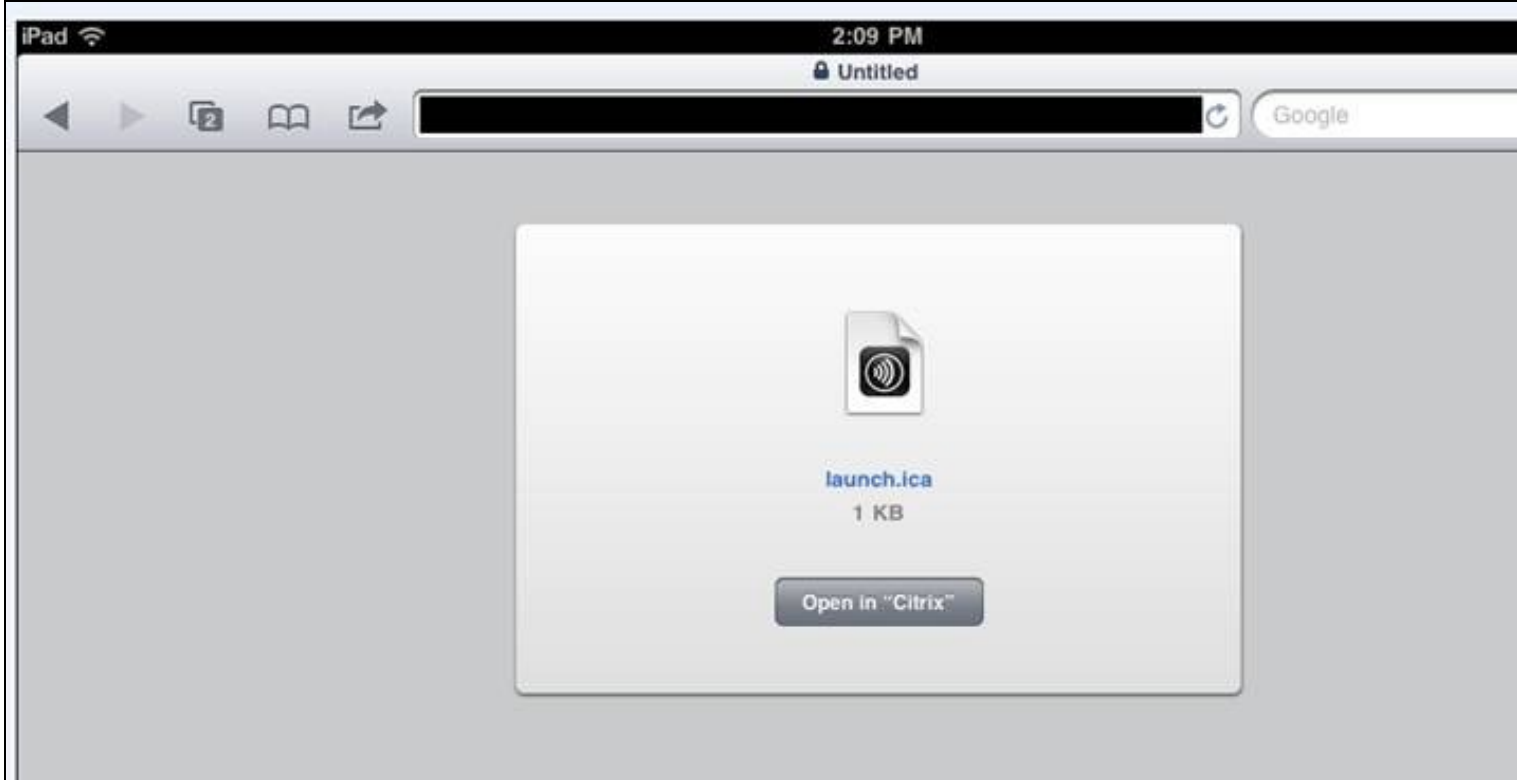 iPad 2:09 PM
Untitled
2 Google
launch.ica
1 KB
Open in “Citrix”